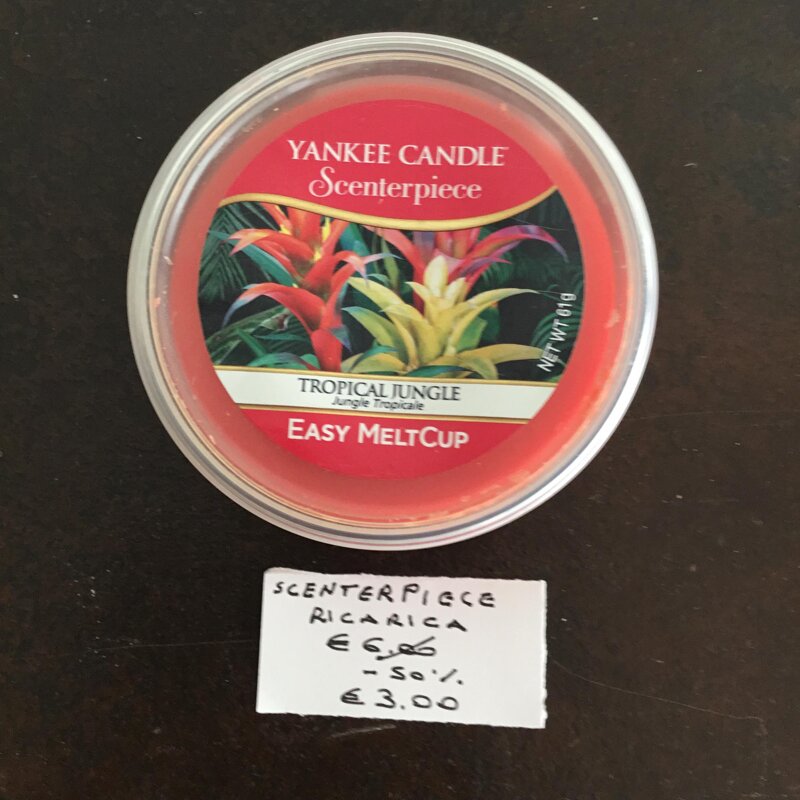 YANKEE CANDLE
Scenterpiece
NET WT 61g
TROPICAL JUNGLE
Jungle Tropicale
EASY MELTCUP
SCENTERPIECE
RICARICA
€ 6.00
- 50%
€ 3.00